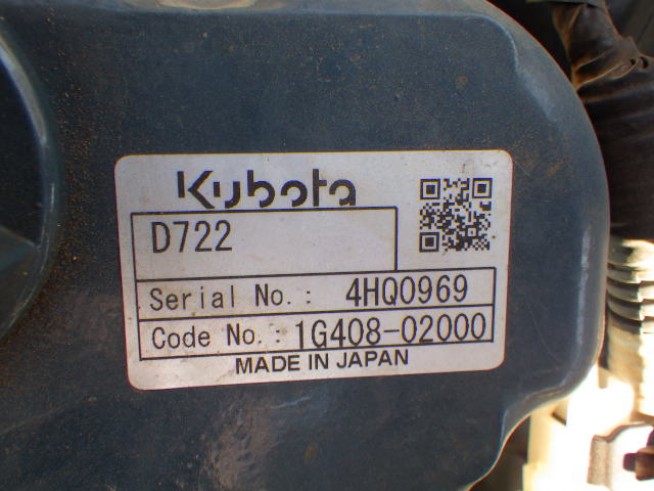 Kubota
D722
Serial No.: 4HQ0969
Code No.: 1G408-02000
MADE IN JAPAN